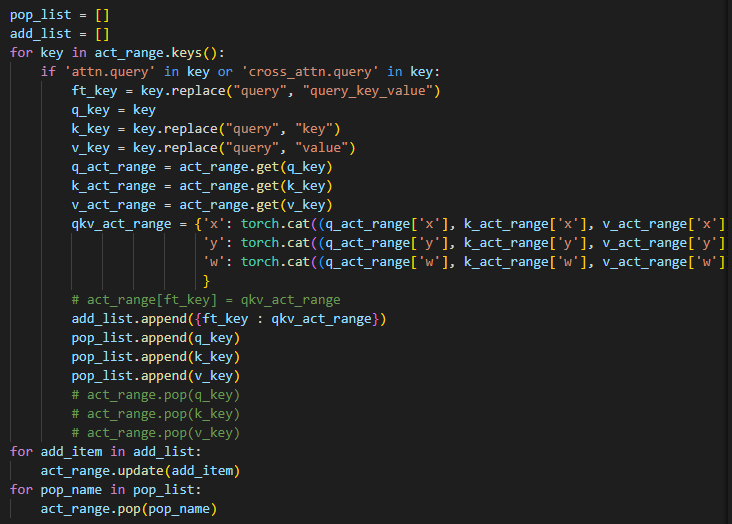 pop_list = []
add_list = []
for key in act_range.keys():
    if 'attn.query' in key or 'cross_attn.query' in key:
        ft_key = key.replace("query", "query_key_value")
        q_key = key
        k_key = key.replace("query", "key")
        v_key = key.replace("query", "value")
        q_act_range = act_range.get(q_key)
        k_act_range = act_range.get(k_key)
        v_act_range = act_range.get(v_key)
        qkv_act_range = {'x': torch.cat((q_act_range['x'], k_act_range['x'], v_act_range['x']
                         'y': torch.cat((q_act_range['y'], k_act_range['y'], v_act_range['y']
                         'w': torch.cat((q_act_range['w'], k_act_range['w'], v_act_range['w']
                         }
        # act_range[ft_key] = qkv_act_range
        add_list.append({ft_key : qkv_act_range})
        pop_list.append(q_key)
        pop_list.append(k_key)
        pop_list.append(v_key)
        # act_range.pop(q_key)
        # act_range.pop(k_key)
        # act_range.pop(v_key)
for add_item in add_list:
    act_range.update(add_item)
for pop_name in pop_list:
    act_range.pop(pop_name)